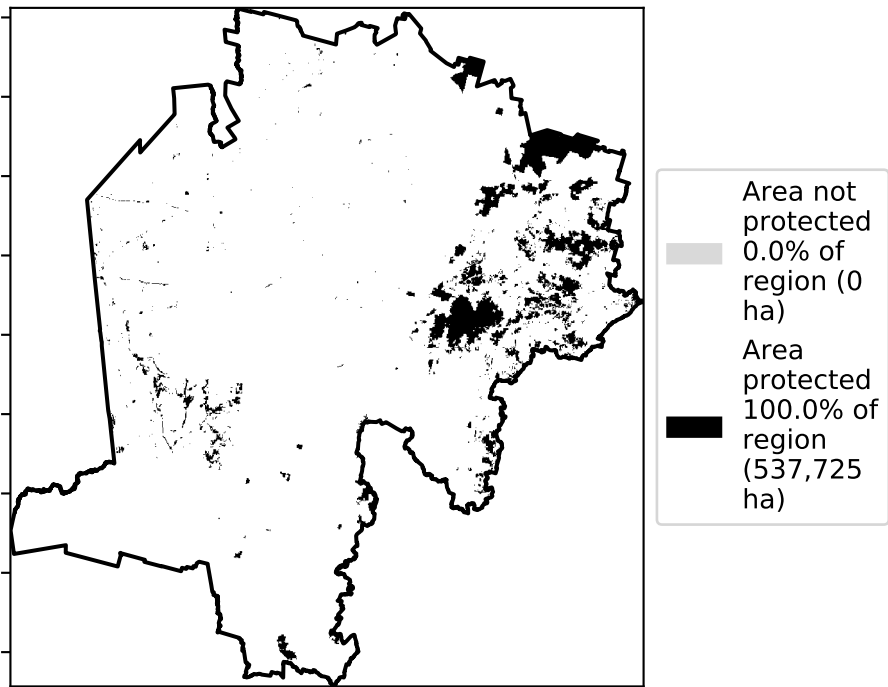 Area not
protected
0.0% of
region (0
ha)
Area
protected
100.0% of
region
(537,725
ha)